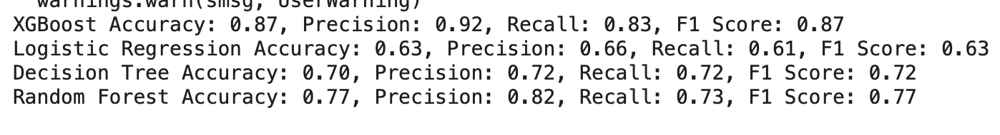 warnings.warn(smsg, UserWarning)
XGBoost Accuracy: 0.87, Precision: 0.92, Recall: 0.83, F1 Score: 0.87
Logistic Regression Accuracy: 0.63, Precision: 0.66, Recall: 0.61, F1 Score: 0.63
Decision Tree Accuracy: 0.70, Precision: 0.72, Recall: 0.72, F1 Score: 0.72
Random Forest Accuracy: 0.77, Precision: 0.82, Recall: 0.73, F1 Score: 0.77